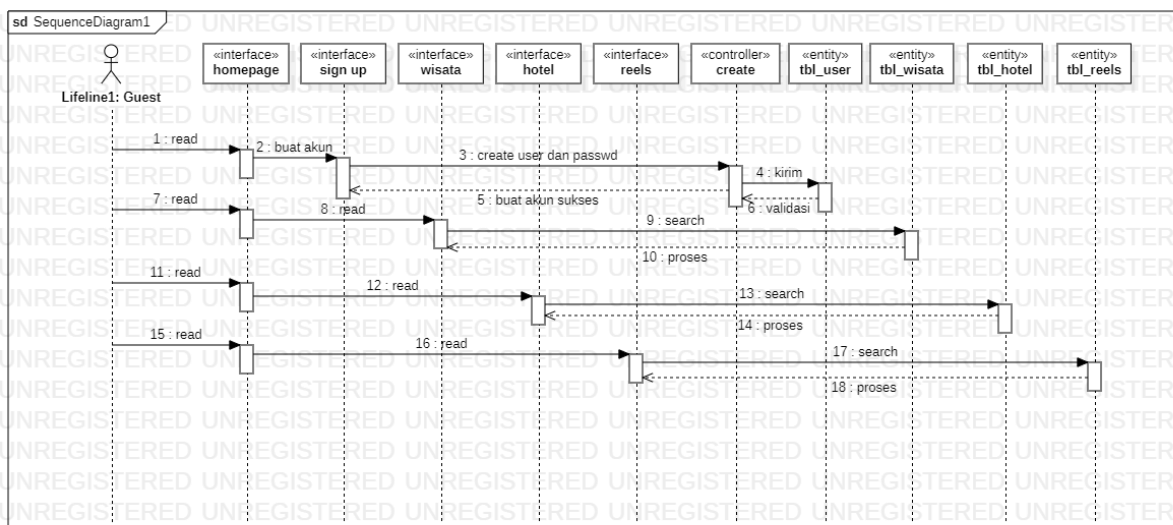 sd SequenceDiagram1
Lifeline1: Guest
«interface»
homepage
«interface»
sign up
«interface»
wisata
«interface»
hotel
«interface»
reels
«controller»
create
«entity»
tbl_user
«entity»
tbl_wisata
«entity»
tbl_hotel
«entity»
tbl_reels
1 : read
2 : buat akun
3 : create user dan passwd
4 : kirim
5 : buat akun sukses
6 : validasi
7 : read
8 : read
9 : search
10 : proses
11 : read
12 : read
13 : search
14 : proses
15 : read
16 : read
17 : search
18 : proses
UNREGISTERED